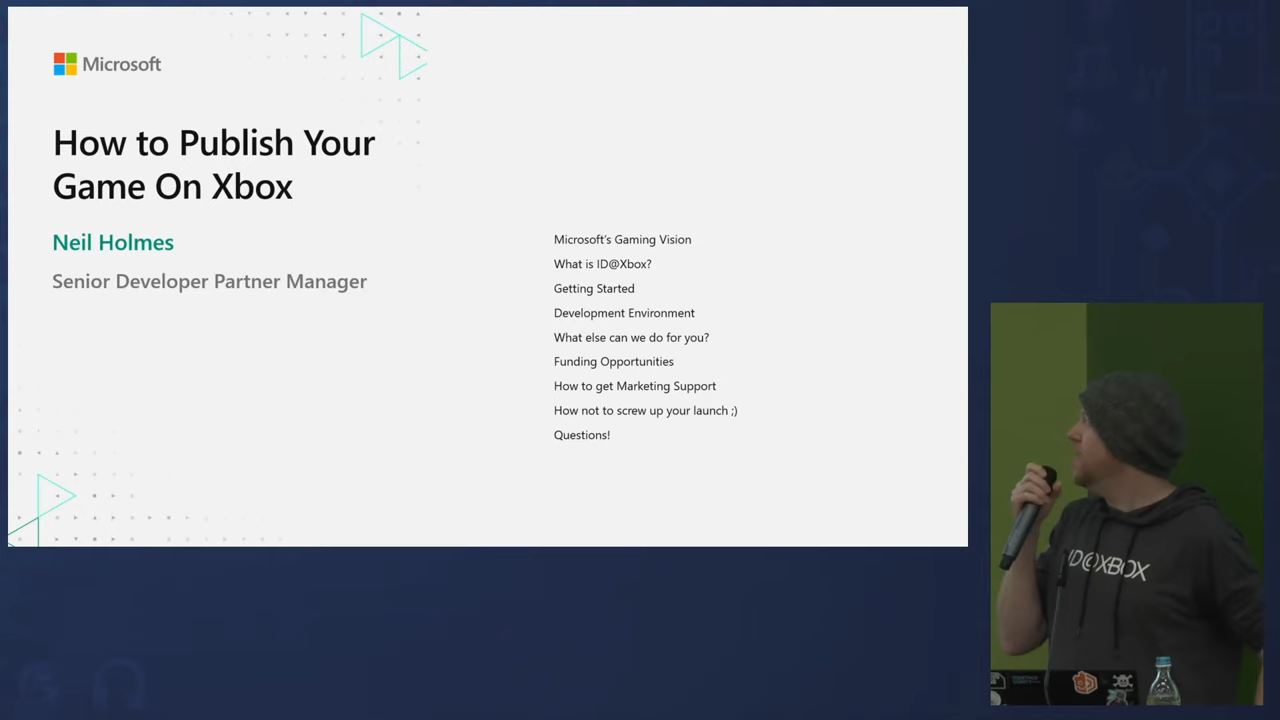 Microsoft
How to Publish Your
Game On Xbox
Neil Holmes
Senior Developer Partner Manager
Microsoft's Gaming Vision
What is ID@Xbox?
Getting Started
Development Environment
What else can we do for you?
Funding Opportunities
How to get Marketing Support
How not to screw up your launch ;)
Questions!
ID@XBOX